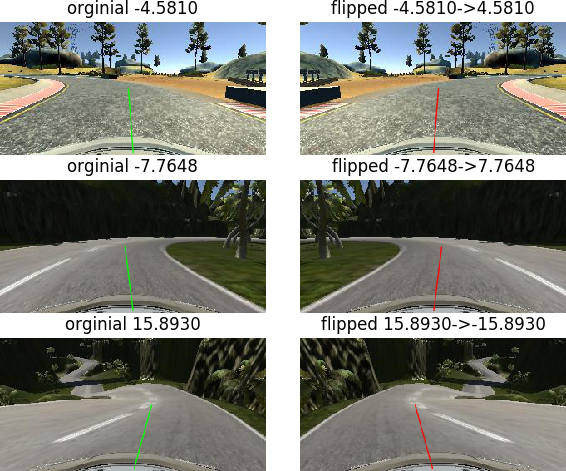 orginial -4.5810
flipped -4.5810->4.5810
orginial -7.7648
flipped -7.7648->7.7648
orginial 15.8930
flipped 15.8930->-15.8930